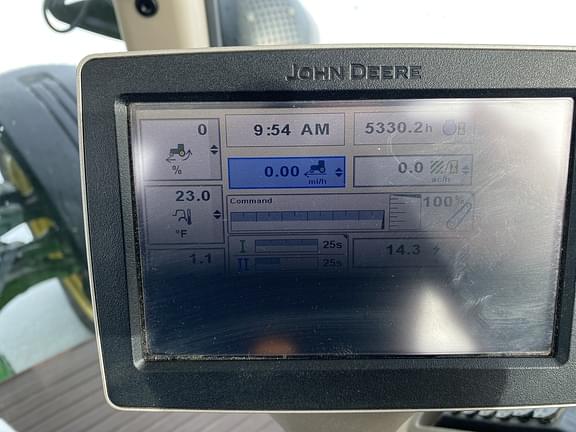 JOHN DEERE
0
%
9:54 AM
5330.2h
0.00
mi/h
0.0
ac/h
23.0
°F
Command
100%
I 25s
II 25s
14.3
1.1